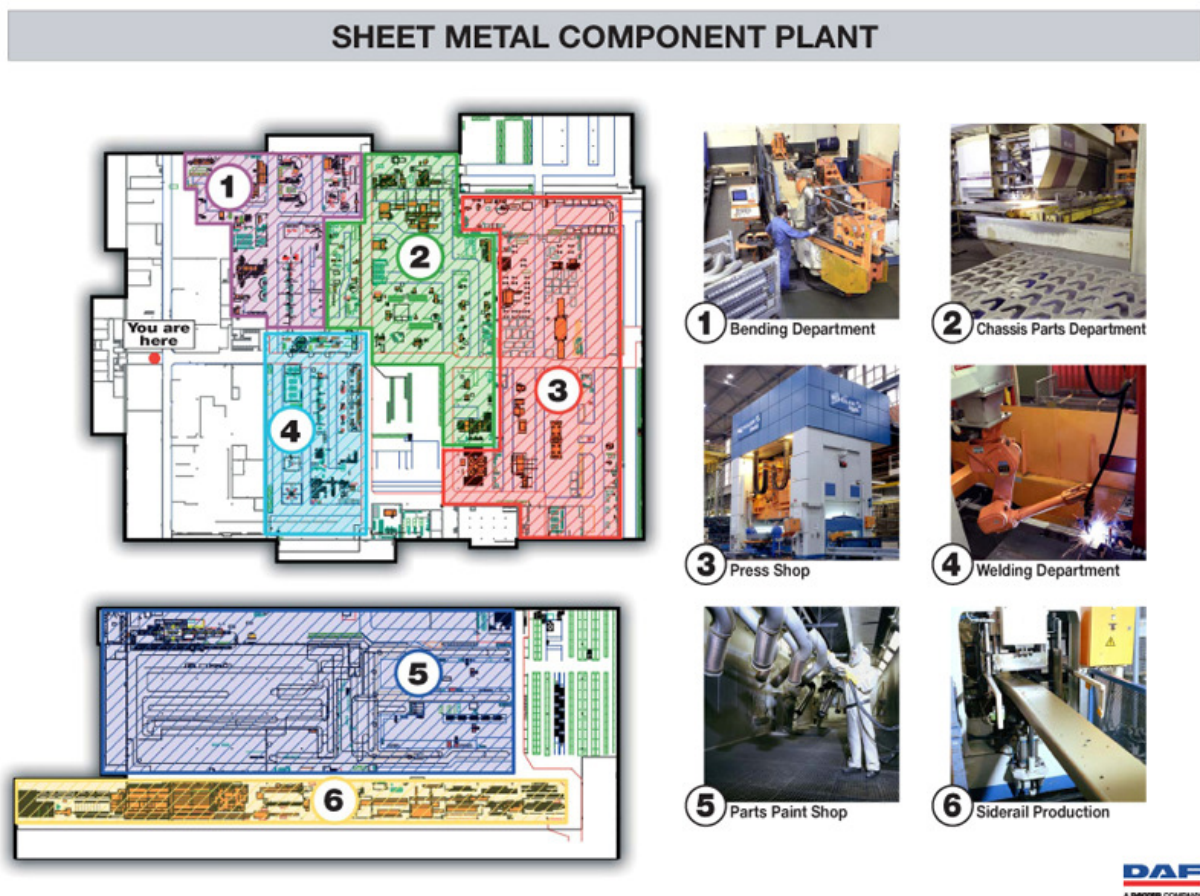 SHEET METAL COMPONENT PLANT
1
2
3
4
You are
here
5
6
1 Bending Department
2 Chassis Parts Department
3 Press Shop
4 Welding Department
5 Parts Paint Shop
6 Siderail Production
DAF